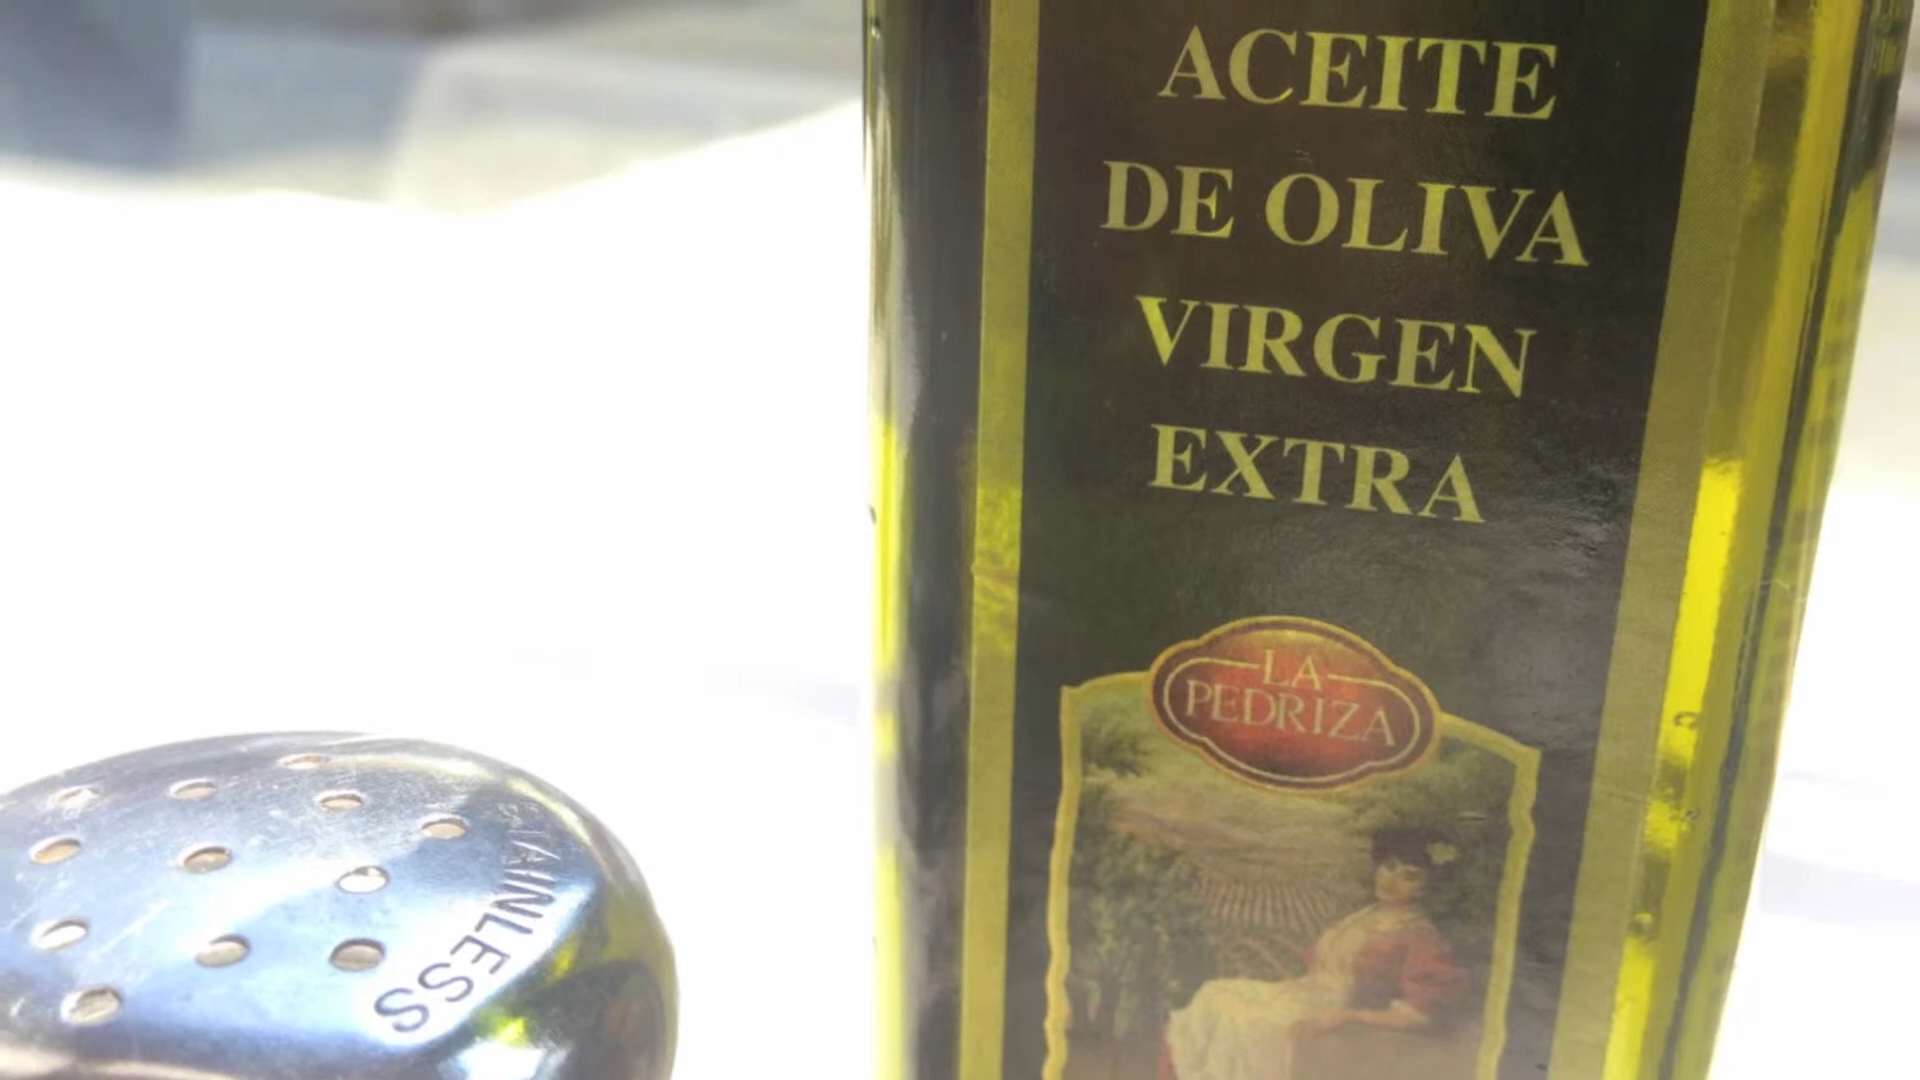 ACEITE
DE OLIVA
VIRGEN
EXTRA
LA
PEDRIZA
STAINLESS